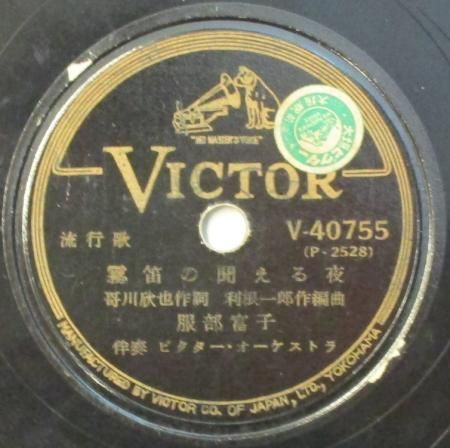 "HIS MASTER'S VOICE"
VICTOR
流行歌
V-40755
(P-2528)
霧笛の聞える夜
哥川欣也作詞 利根一郎作編曲
服部富子
伴奏 ビクター・オーケストラ
MANUFACTURED BY VICTOR CO. OF JAPAN, LTD., YOKOHAMA